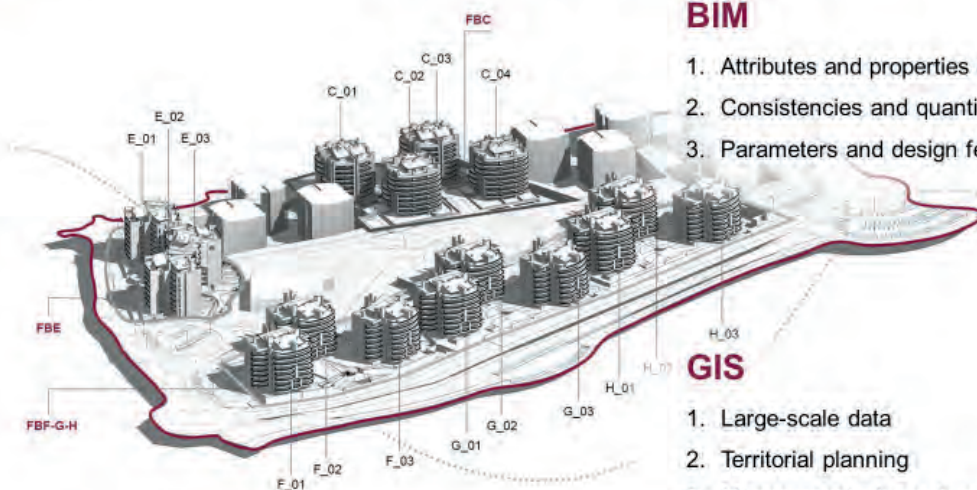 BIM
1. Attributes and properties
2. Consistencies and quanti
3. Parameters and design fe
FBC
C_03
C_02
C_04
C_01
E_02
E_01
E_03
FBE
FBF-G-H
H_03
H_01
G_03
G_02
G_01
F_03
F_02
F_01
GIS
1. Large-scale data
2. Territorial planning